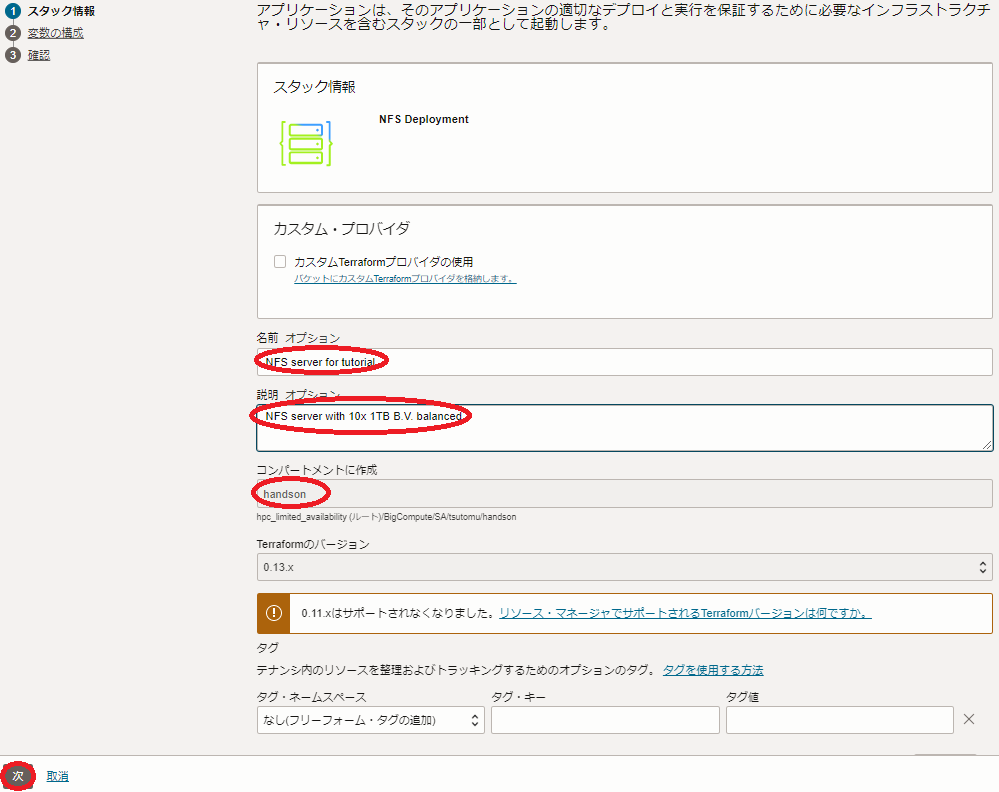 1 スタック情報
2 変数の構成
3 確認
アプリケーションは、そのアプリケーションの適切なデプロイと実行を保証するために必要なインフラストラクチ
ャ・リソースを含むスタックの一部として起動します。
スタック情報
NFS Deployment
カスタム・プロバイダ
カスタムTerraformプロバイダの使用
バケットにカスタムTerraformプロバイダを格納します。
名前 オプション
NFS server for tutorial
説明 オプション
NFS server with 10x 1TB B.V. balanced
コンパートメントに作成
handson
hpc_limited_availability (ルート)/BigCompute/SA/tsutomu/handson
Terraformのバージョン
0.13.x
0.11.xはサポートされなくなりました。リソース・マネージャでサポートされるTerraformバージョンは何ですか。
タグ
テナンシ内のリソースを整理およびトラッキングするためのオプションのタグ。 タグを使用する方法
タグ・ネームスペース タグ・キー タグ値
なし(フリーフォーム・タグの追加)
次 取消